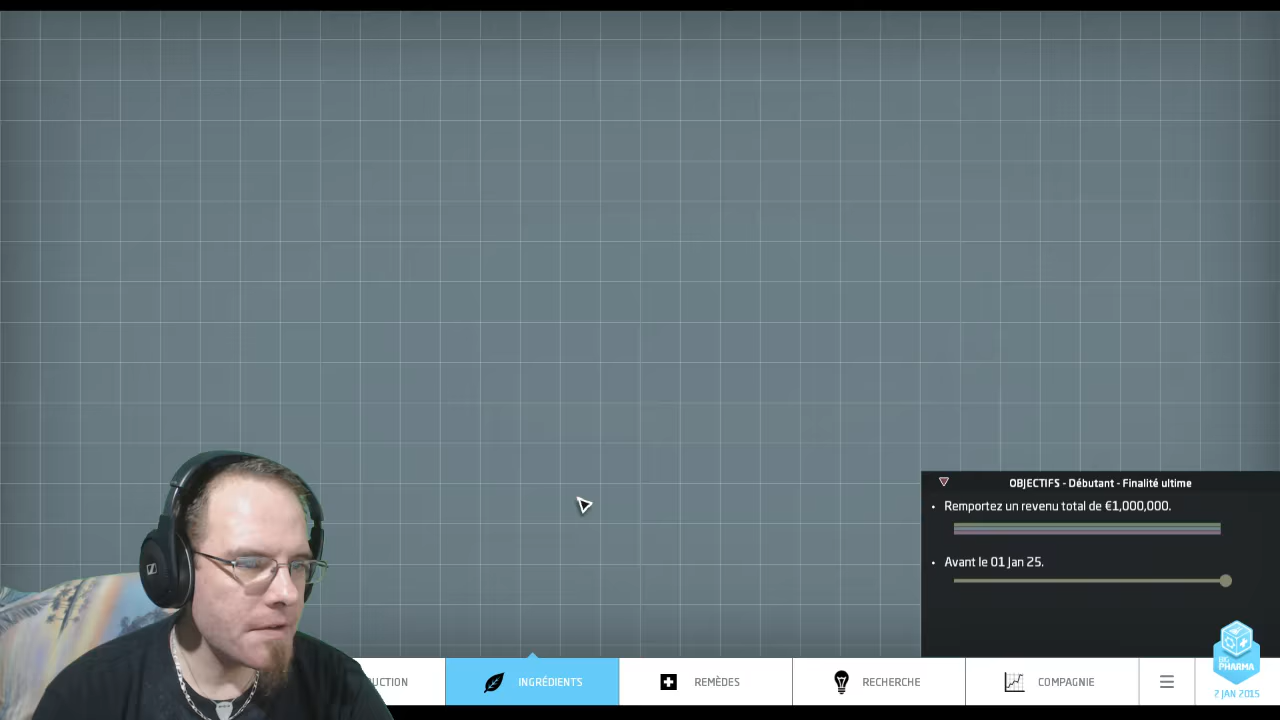 OBJECTIFS - Débutant - Finalité ultime
• Remportez un revenu total de €1,000,000.
• Avant le 01 Jan 25.
UCTION
INGRÉDIENTS
REMÈDES
RECHERCHE
COMPAGNIE
BIG
PHARMA
2 JAN 2015